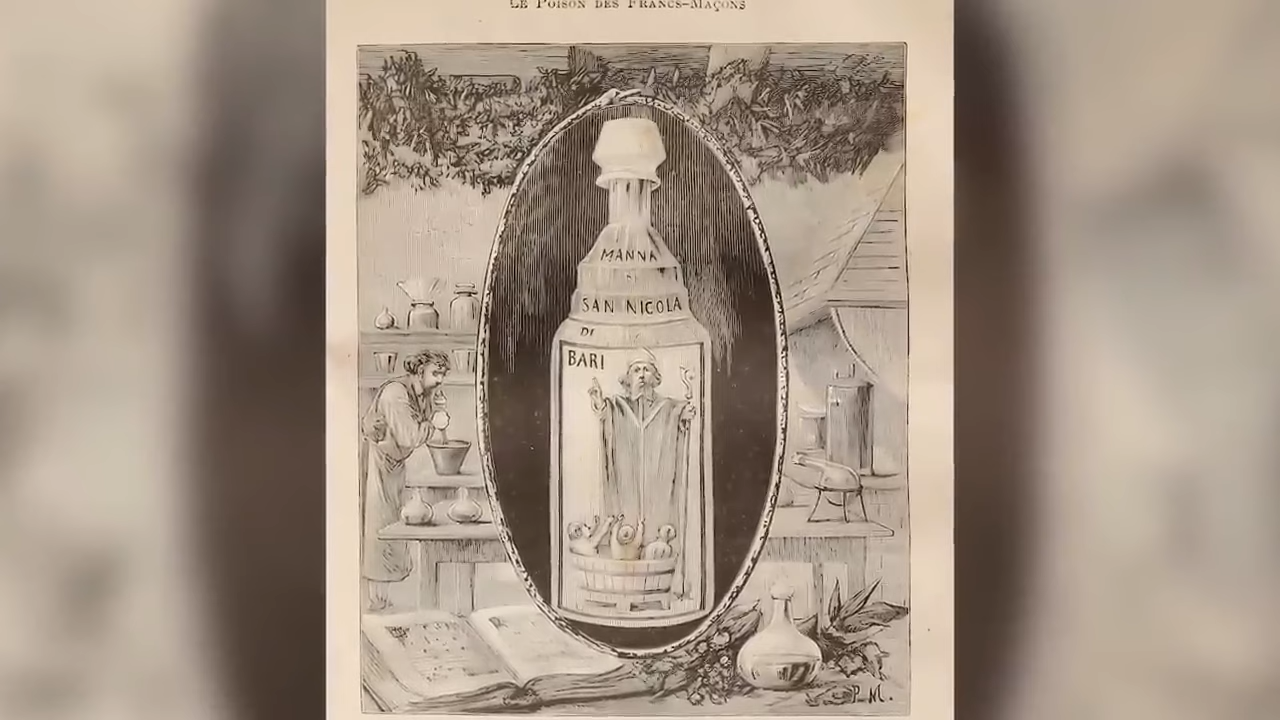 LE POISON DES FRANCS-MAÇONS
MANNA
DI
SAN NICOLA
DI
BARI
P. M.